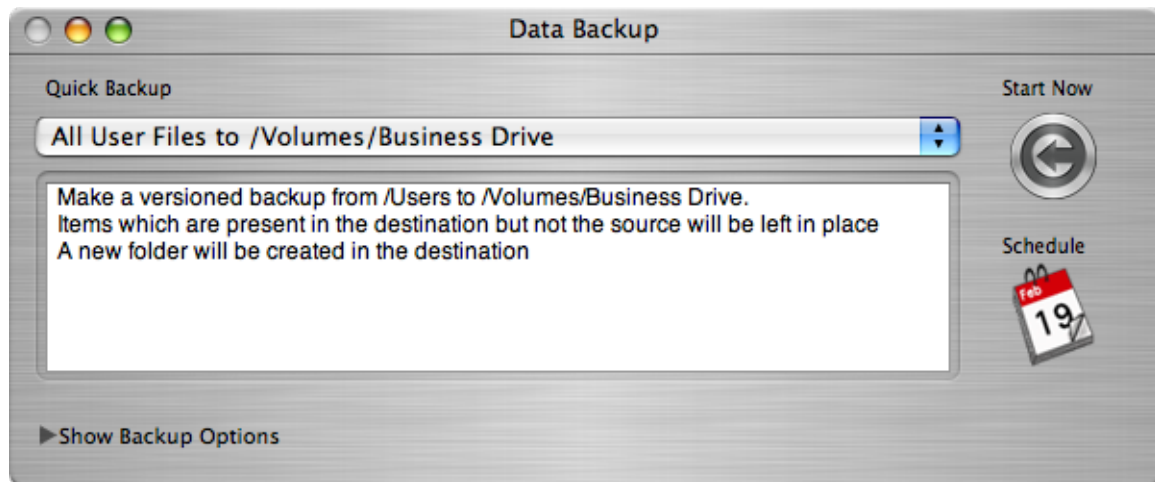 Data Backup
Quick Backup
Start Now
All User Files to /Volumes/Business Drive
Make a versioned backup from /Users to /Volumes/Business Drive.
Items which are present in the destination but not the source will be left in place
A new folder will be created in the destination
Schedule
Feb
19
Show Backup Options